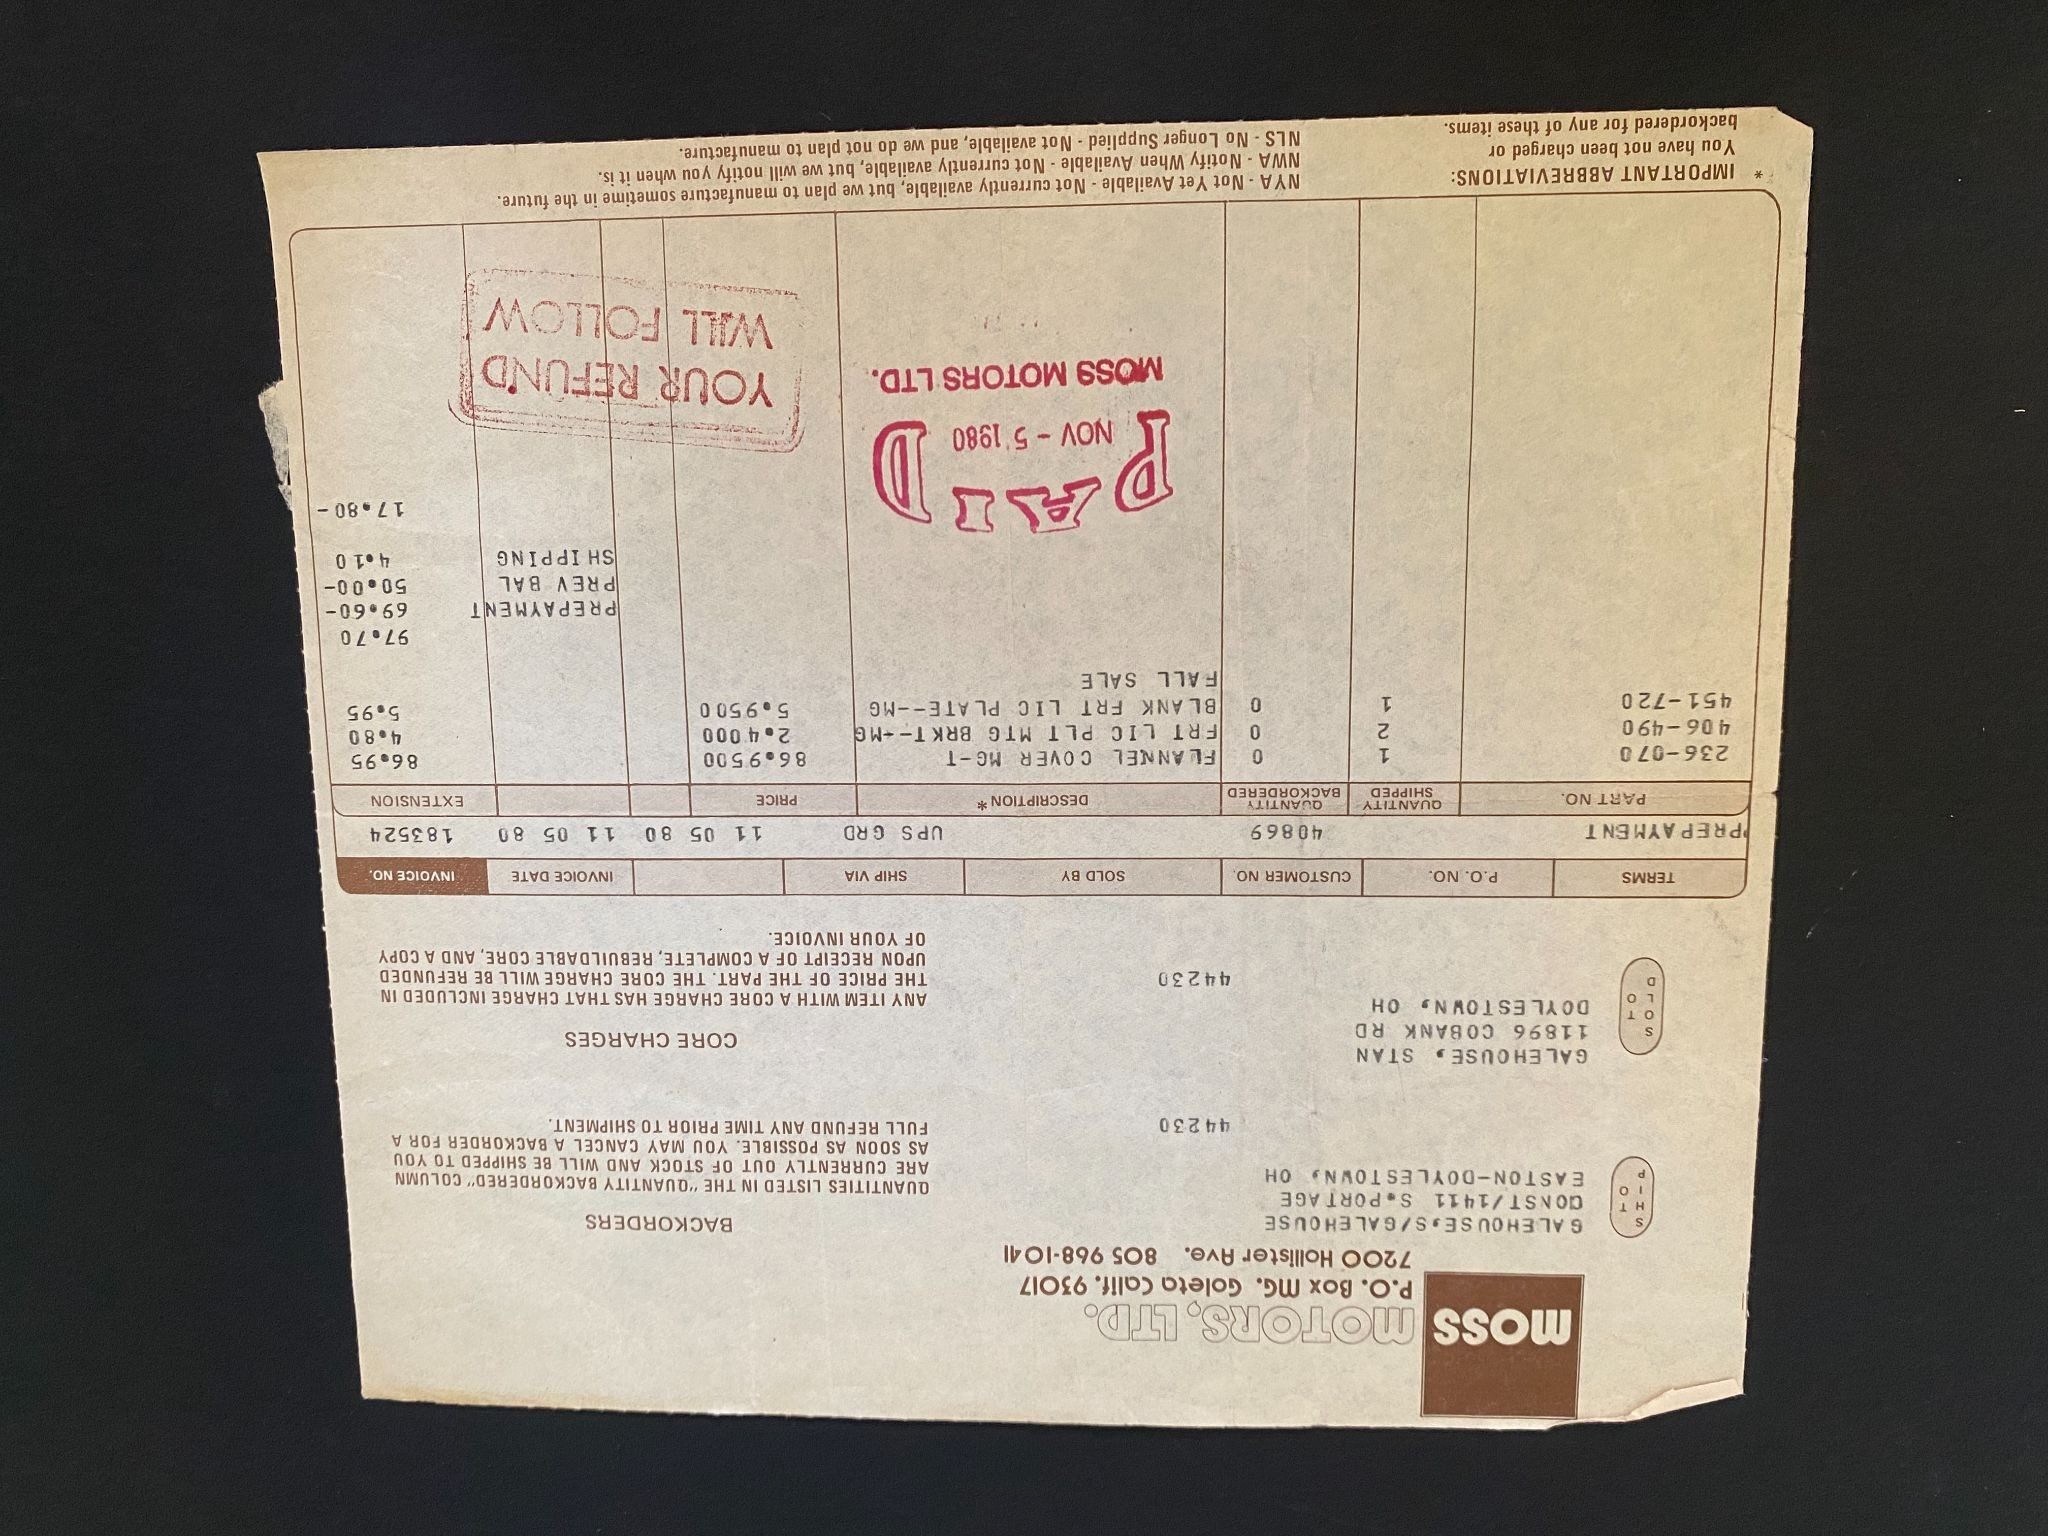 MOSS MOTORS, LTD.
P.O. Box MG. Goleta Calif. 93017
7200 Hollister Ave. 805 968-1041
SHIP TO
GALEHOUSE,S/GALEHOUSE
CONST/1411 S.PORTAGE
EASTON-DOYLESTOWN, OH
44230
BACKORDERS
QUANTITIES LISTED IN THE "QUANTITY BACKORDERED" COLUMN
ARE CURRENTLY OUT OF STOCK AND WILL BE SHIPPED TO YOU
AS SOON AS POSSIBLE. YOU MAY CANCEL A BACKORDER FOR A
FULL REFUND ANY TIME PRIOR TO SHIPMENT.
SOLD TO
GALEHOUSE, STAN
11896 COBANK RD
DOYLESTOWN, OH
44230
CORE CHARGES
ANY ITEM WITH A CORE CHARGE HAS THAT CHARGE INCLUDED IN
THE PRICE OF THE PART. THE CORE CHARGE WILL BE REFUNDED
UPON RECEIPT OF A COMPLETE, REBUILDABLE CORE, AND A COPY
OF YOUR INVOICE.
TERMS P.O. NO. CUSTOMER NO. SOLD BY SHIP VIA INVOICE DATE INVOICE NO.
PREPAYMENT 40869 UPS GRD 11 05 80 11 05 80 183524
PART NO. QUANTITY SHIPPED QUANTITY BACKORDERED DESCRIPTION* PRICE EXTENSION
236-070 1 0 FLANNEL COVER MG-T 86.9500 86.95
406-490 2 0 FRT LIC PLT MTG BRKT--MG 2.4000 4.80
451-720 1 0 BLANK FRT LIC PLATE--MG 5.9500 5.95
FALL SALE
97.70
PREPAYMENT 69.60-
PREV BAL 50.00-
SHIPPING 4.10
17.80-
PAID
NOV - 5 1980
MOSS MOTORS LTD.
YOUR REFUND
WILL FOLLOW
* IMPORTANT ABBREVIATIONS:
You have not been charged or
backordered for any of these items.
NYA - Not Yet Available - Not currently available, but we plan to manufacture sometime in the future.
NWA - Notify When Available - Not currently available, but we will notify you when it is.
NLS - No Longer Supplied - Not available, and we do not plan to manufacture.